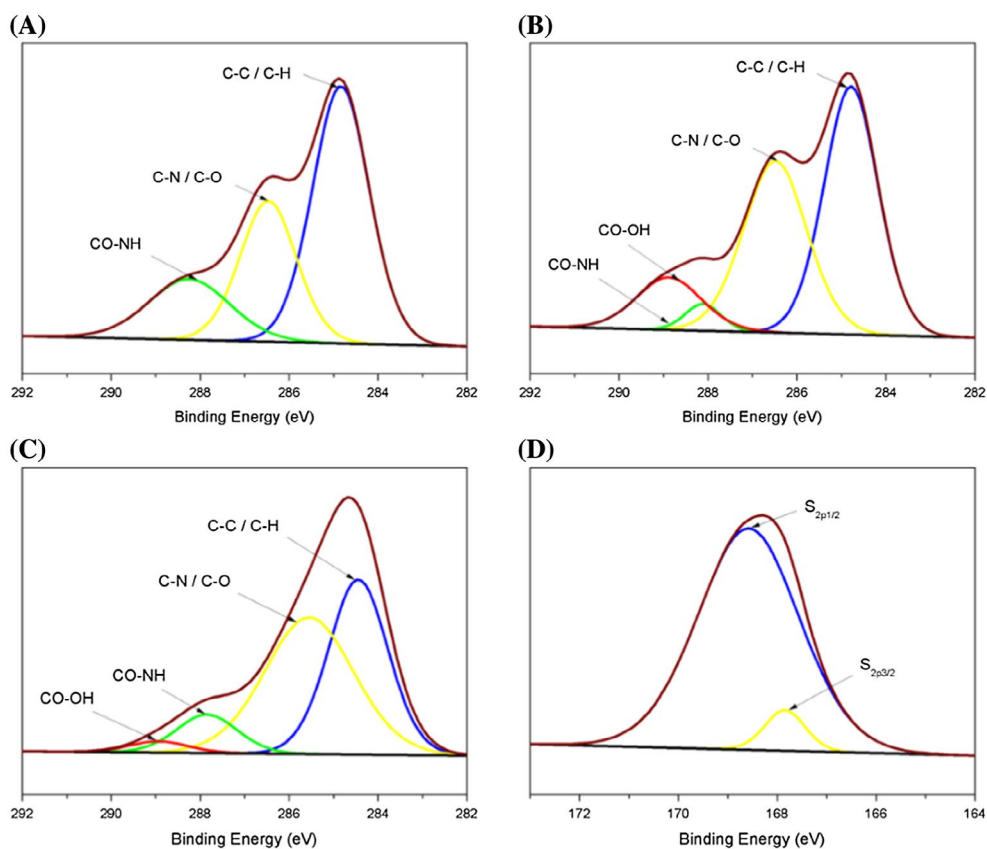 (A)
C-C / C-H
C-N / C-O
CO-NH
292 290 288 286 284 282
Binding Energy (eV)
(B)
C-C / C-H
C-N / C-O
CO-OH
CO-NH
292 290 288 286 284 282
Binding Energy (eV)
(C)
C-C / C-H
C-N / C-O
CO-NH
CO-OH
292 290 288 286 284 282
Binding Energy (eV)
(D)
S2p1/2
S2p3/2
172 170 168 166 164
Binding Energy (eV)